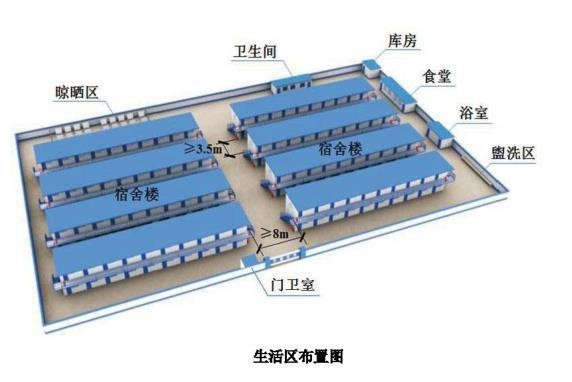 库房
卫生间
食堂
晾晒区
浴室
≥3.5m
宿舍楼
盥洗区
宿舍楼
≥8m
门卫室
生活区布置图